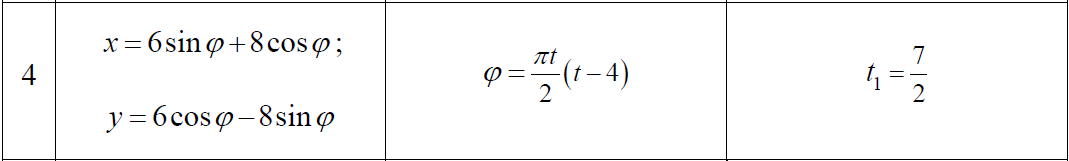 4
x = 6 sin φ + 8 cos φ;
y = 6 cos φ − 8 sin φ
φ = πt/2 (t − 4)
t₁ = 7/2